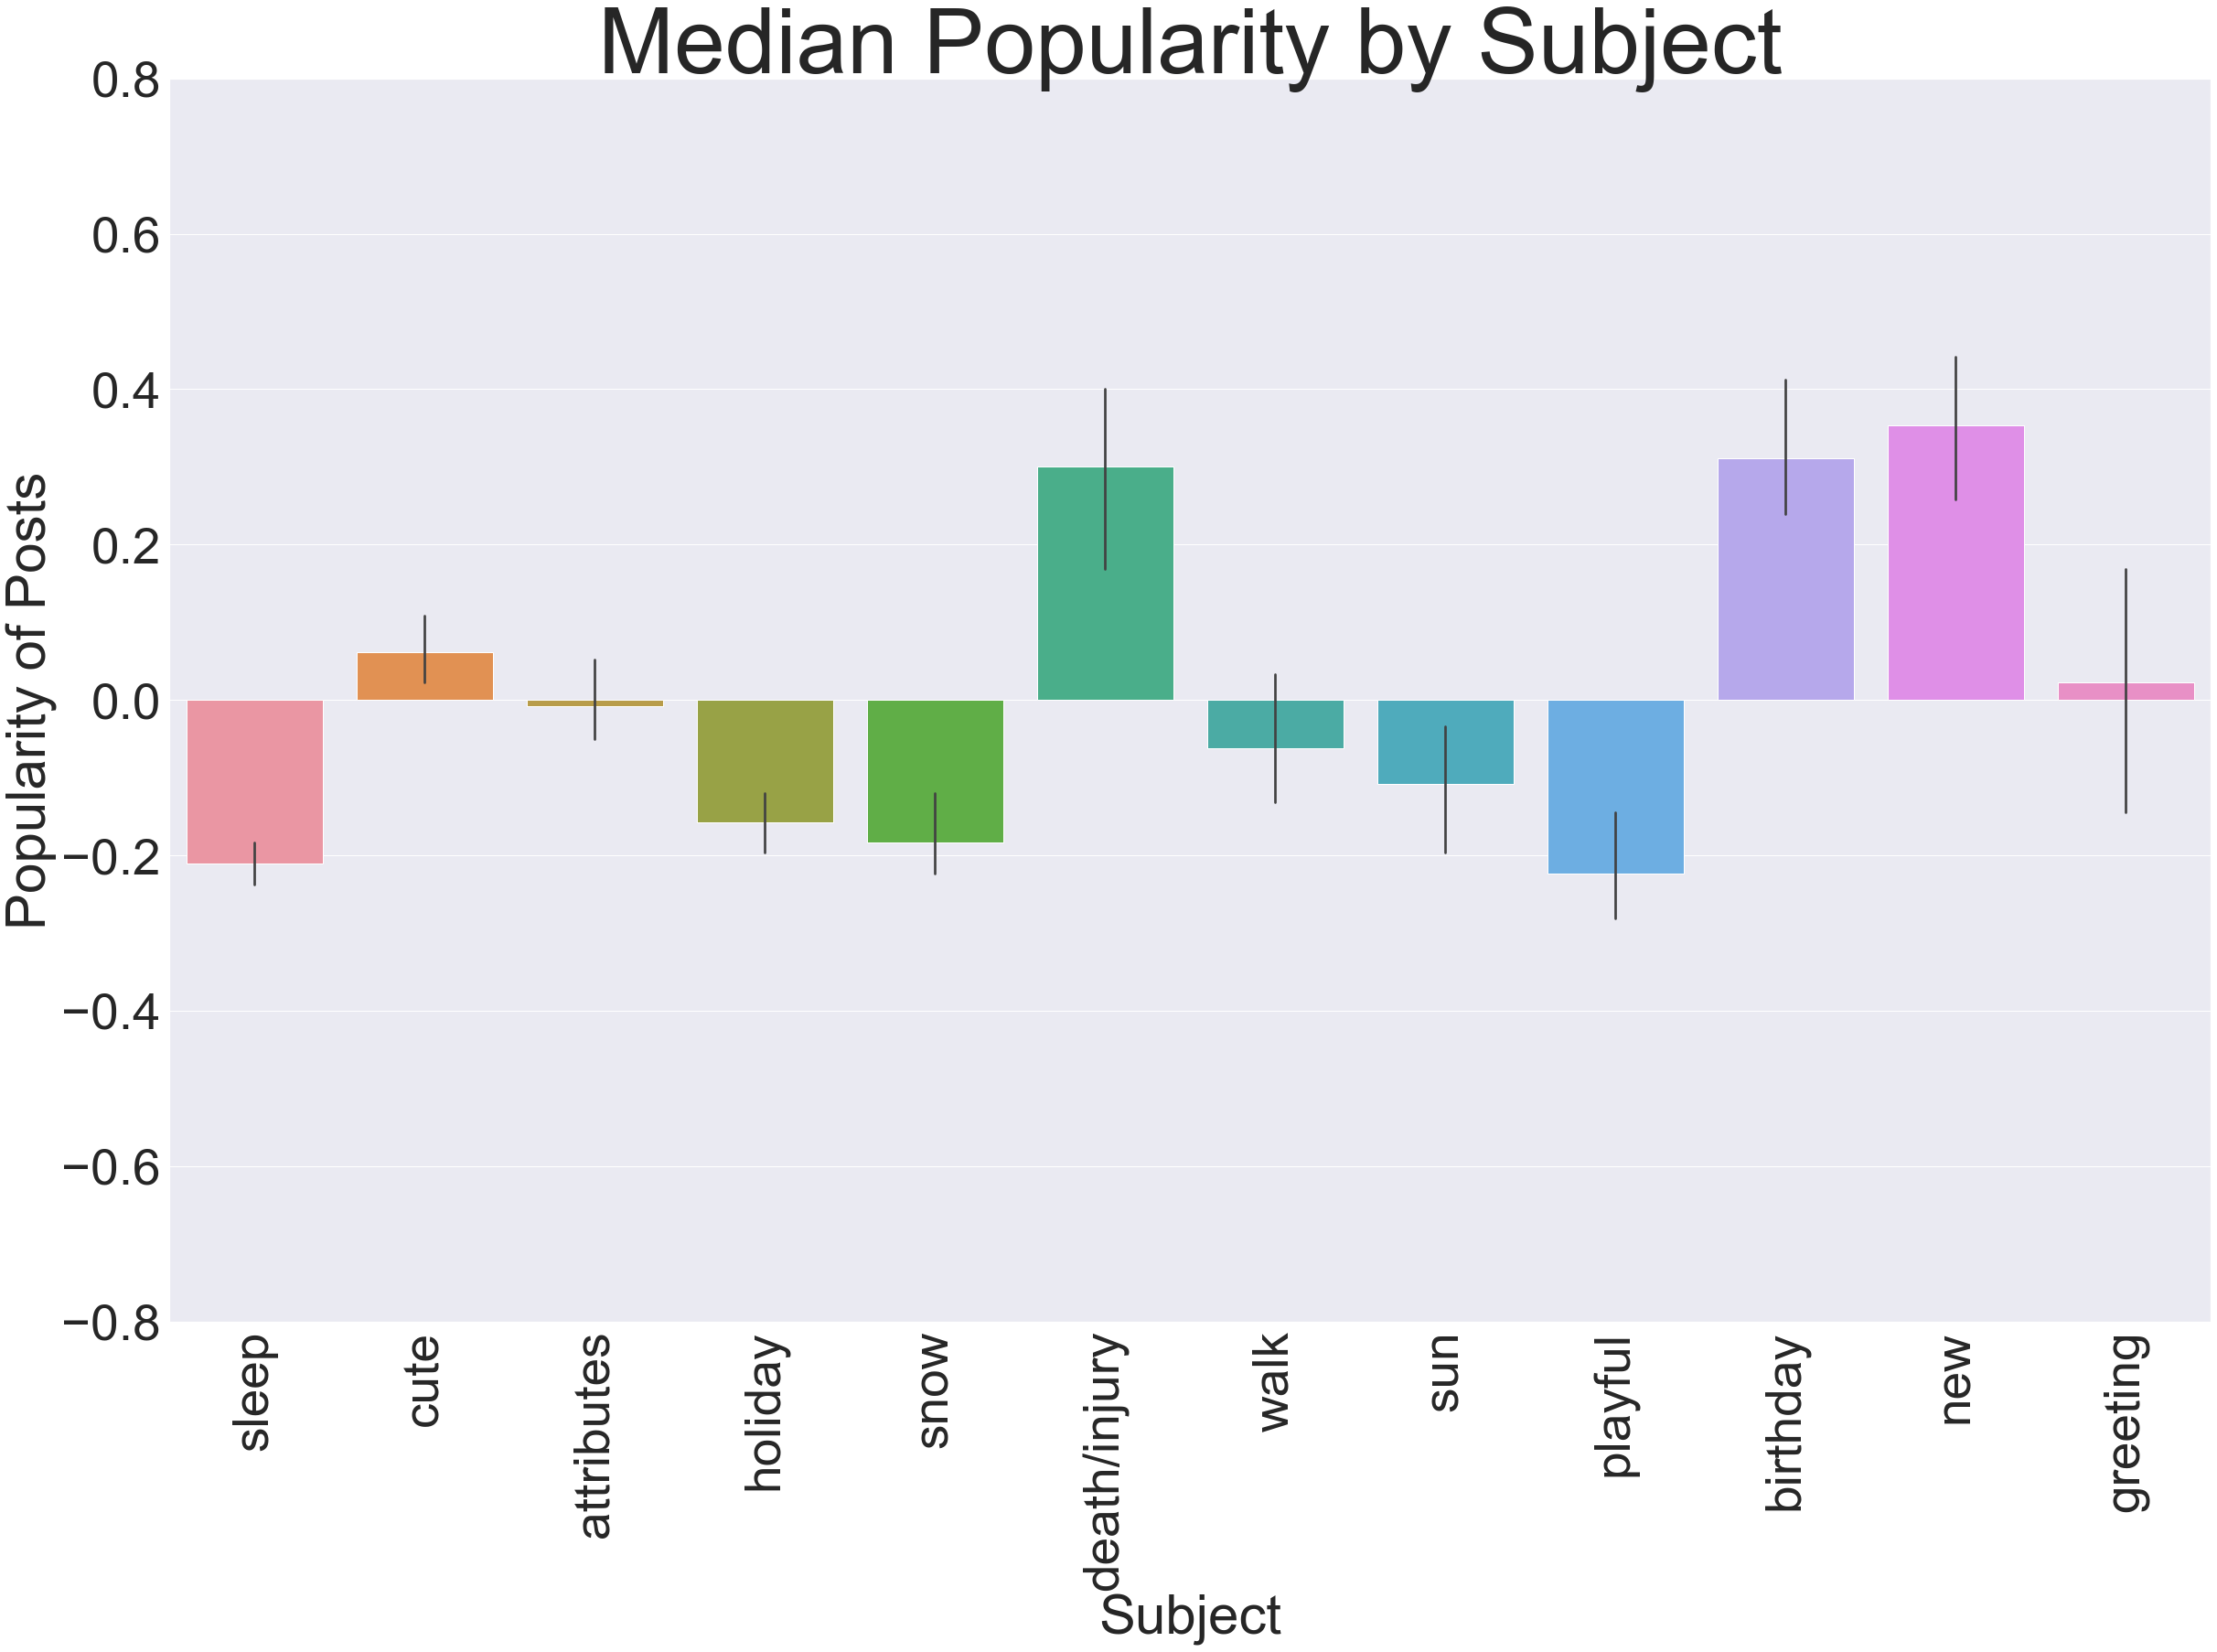 Median Popularity by Subject
0.8
0.6
0.4
0.2
0.0
−0.2
−0.4
−0.6
−0.8
Popularity of Posts
sleep
cute
attributes
holiday
snow
death/injury
walk
sun
playful
birthday
new
greeting
Subject